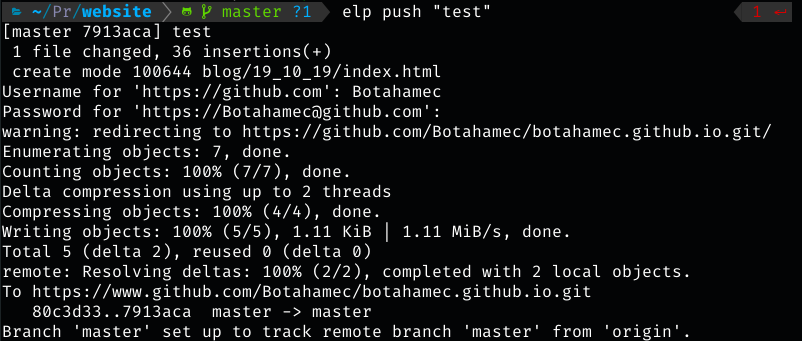 ~/Pr/website master ?1 elp push "test" 1
[master 7913aca] test
 1 file changed, 36 insertions(+)
 create mode 100644 blog/19_10_19/index.html
Username for 'https://github.com': Botahamec
Password for 'https://Botahamec@github.com':
warning: redirecting to https://github.com/Botahamec/botahamec.github.io.git/
Enumerating objects: 7, done.
Counting objects: 100% (7/7), done.
Delta compression using up to 2 threads
Compressing objects: 100% (4/4), done.
Writing objects: 100% (5/5), 1.11 KiB | 1.11 MiB/s, done.
Total 5 (delta 2), reused 0 (delta 0)
remote: Resolving deltas: 100% (2/2), completed with 2 local objects.
To https://www.github.com/Botahamec/botahamec.github.io.git
   80c3d33..7913aca  master -> master
Branch 'master' set up to track remote branch 'master' from 'origin'.